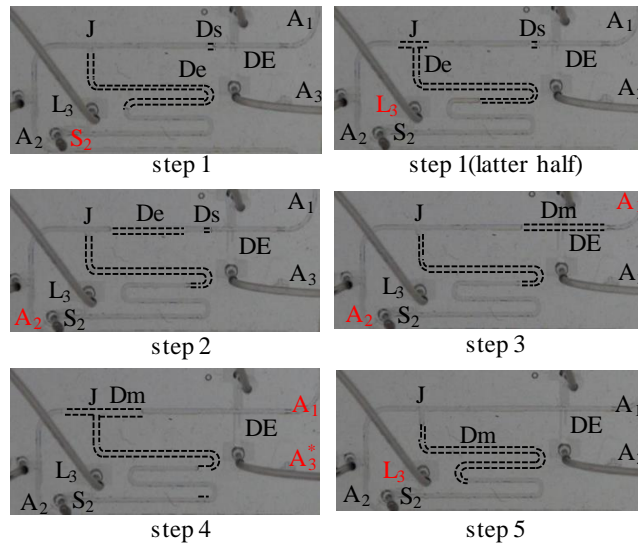 J Ds A1
De DE
A3
L3
A2 S2
step 1
J Ds A1
De DE
L3 A
A2 S2
step 1(latter half)
J De Ds A1
DE
A3
L3
A2 S2
step 2
J Dm A
DE
A
L3
A2 S2
step 3
J Dm A1
DE
A3*
L3
A2 S2
step 4
J A1
DE
Dm
A
L3
A2 S2
step 5